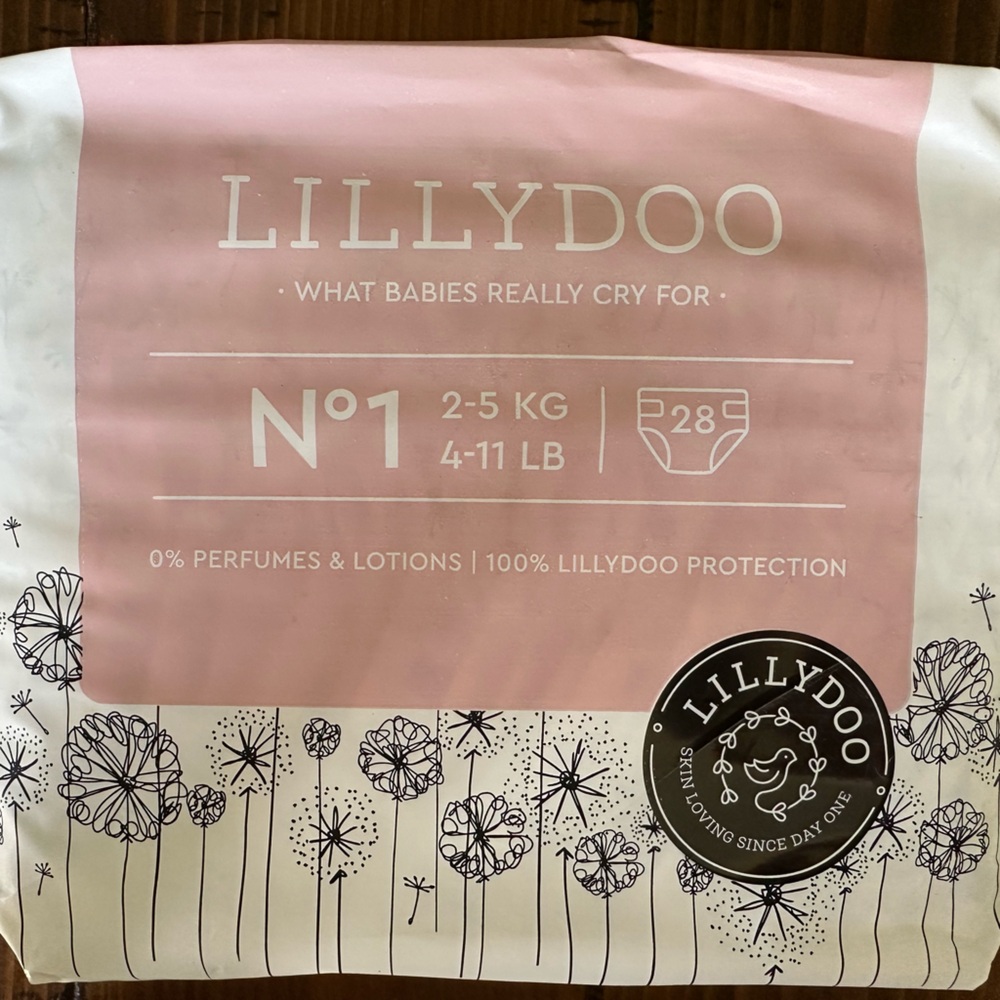 LILLYDOO
· WHAT BABIES REALLY CRY FOR ·
Nº1
2-5 KG
4-11 LB
28
0% PERFUMES & LOTIONS | 100% LILLYDOO PROTECTION
LILLYDOO
SKIN LOVING SINCE DAY ONE